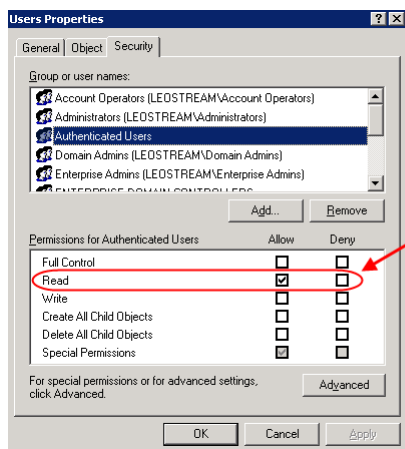 Users Properties
General Object Security
Group or user names:
Account Operators (LEOSTREAM\Account Operators)
Administrators (LEOSTREAM\Administrators)
Authenticated Users
Domain Admins (LEOSTREAM\Domain Admins)
Enterprise Admins (LEOSTREAM\Enterprise Admins)
ENTERPRISE DOMAIN CONTROLLERS
Add... Remove
Permissions for Authenticated Users Allow Deny
Full Control
Read
Write
Create All Child Objects
Delete All Child Objects
Special Permissions
For special permissions or for advanced settings,
click Advanced.
Advanced
OK Cancel Apply